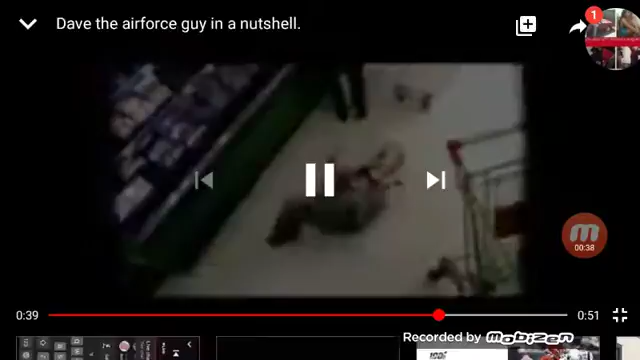 Dave the airforce guy in a nutshell.
1
00:38
0:39
0:51
Recorded by MOBIZEN